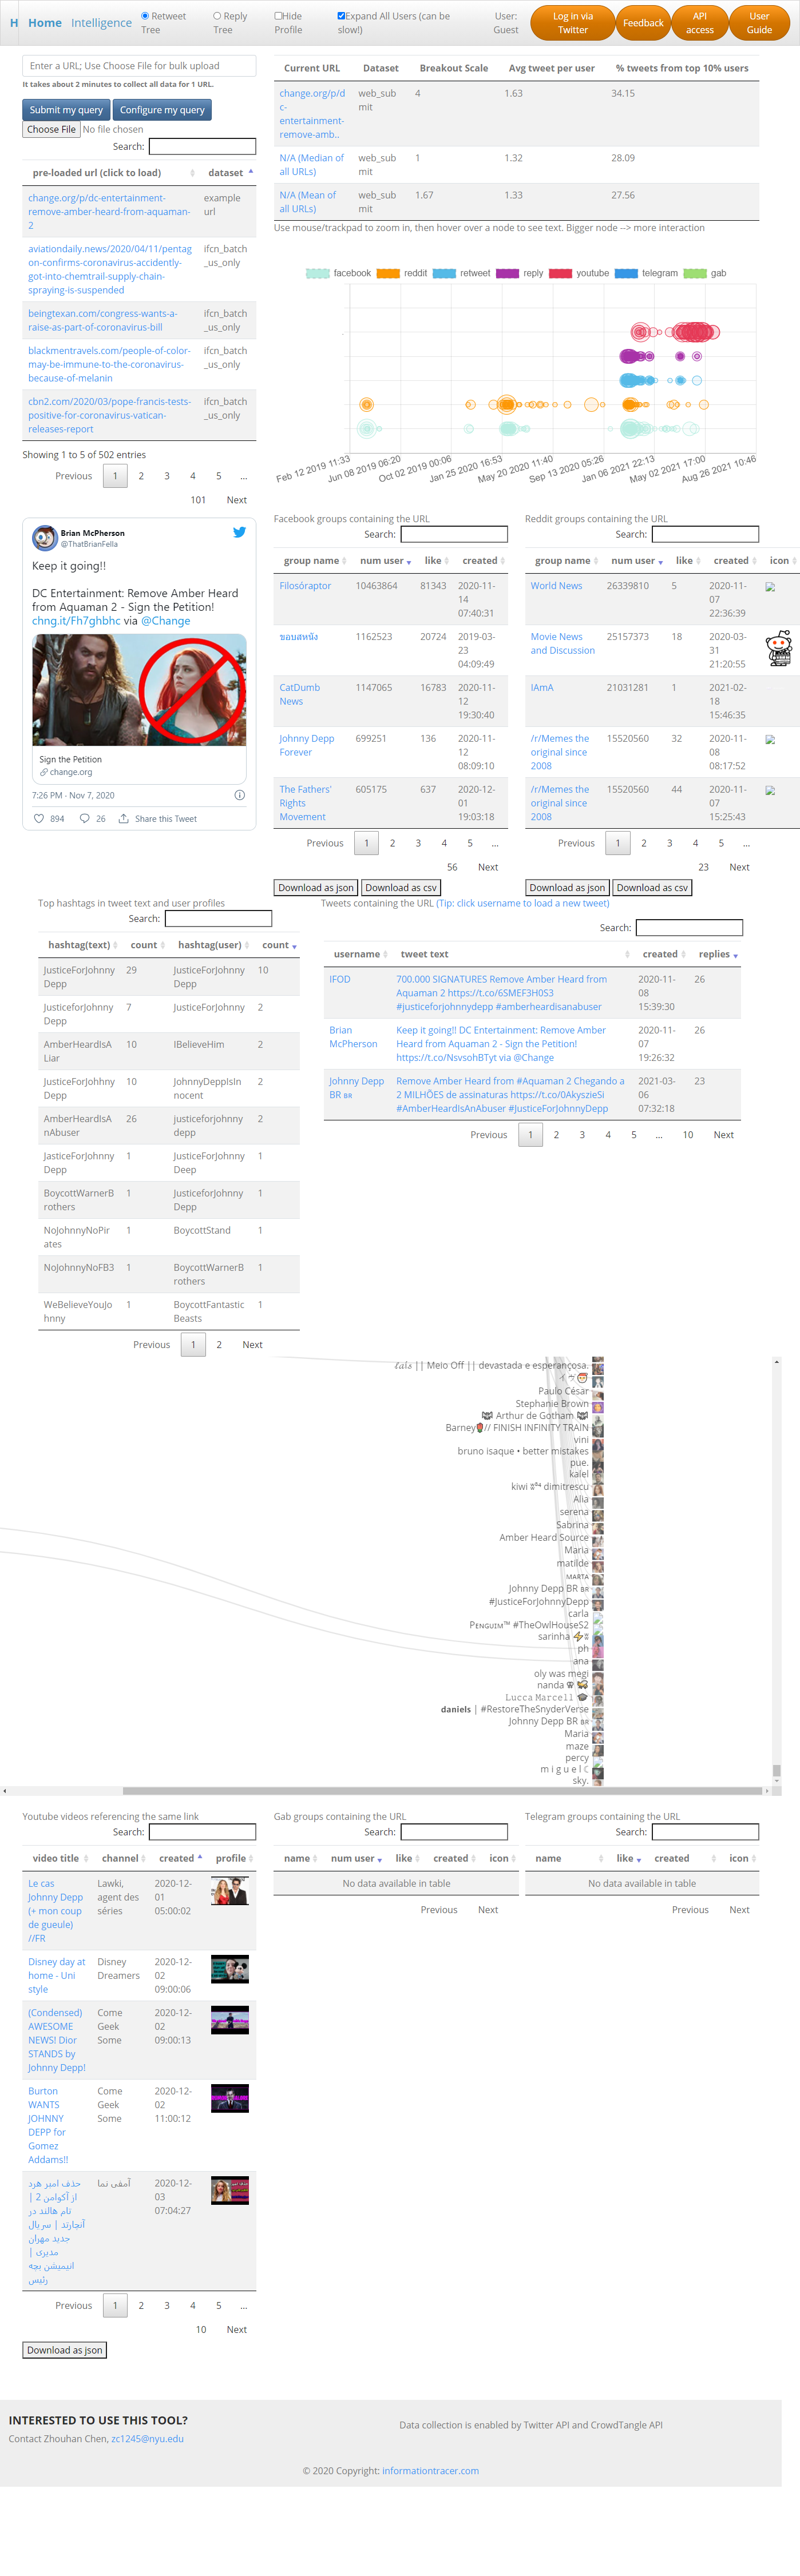 H Home Intelligence Retweet Tree Reply Tree Hide Profile Expand All Users (can be slow!) User: Guest Log in via Twitter Feedback API access User Guide
Enter a URL; Use Choose File for bulk upload
It takes about 2 minutes to collect all data for 1 URL.
Submit my query Configure my query
Choose File No file chosen
Search:
pre-loaded url (click to load) dataset
change.org/p/dc-entertainment-remove-amber-heard-from-aquaman-2 example url
aviationdaily.news/2020/04/11/pentagon-confirms-coronavirus-accidently-got-into-chemtrail-supply-chain-spraying-is-suspended ifcn_batch_us_only
beingtexan.com/congress-wants-a-raise-as-part-of-coronavirus-bill ifcn_batch_us_only
blackmentravels.com/people-of-color-may-be-immune-to-the-coronavirus-because-of-melanin ifcn_batch_us_only
cbn2.com/2020/03/pope-francis-tests-positive-for-coronavirus-vatican-releases-report ifcn_batch_us_only
Showing 1 to 5 of 502 entries
Previous 1 2 3 4 5 … 101 Next
Current URL Dataset Breakout Scale Avg tweet per user % tweets from top 10% users
change.org/p/dc-entertainment-remove-amb.. web_submit 4 1.63 34.15
N/A (Median of all URLs) web_submit 1 1.32 28.09
N/A (Mean of all URLs) web_submit 1.67 1.33 27.56
Use mouse/trackpad to zoom in, then hover over a node to see text. Bigger node --> more interaction
facebook reddit retweet reply youtube telegram gab
Feb 12 2019 11:33
Jun 08 2019 06:20
Oct 02 2019 00:06
Jan 25 2020 16:53
May 20 2020 11:40
Sep 13 2020 05:26
Jan 06 2021 22:13
May 02 2021 17:00
Aug 26 2021 10:46
Brian McPherson
@ThatBrianFella
Keep it going!!
DC Entertainment: Remove Amber Heard
from Aquaman 2 - Sign the Petition!
chng.it/Fh7ghbhc via @Change
Sign the Petition
change.org
7:26 PM · Nov 7, 2020
894 26 Share this Tweet
Facebook groups containing the URL
Search:
group name num user like created
Filosóraptor 10463864 81343 2020-11-14 07:40:31
ขอบสหนัง 1162523 20724 2019-03-23 04:09:49
CatDumb News 1147065 16783 2020-11-12 19:30:40
Johnny Depp Forever 699251 136 2020-11-12 08:09:10
The Fathers' Rights Movement 605175 637 2020-12-01 19:03:18
Previous 1 2 3 4 5 … 56 Next
Download as json Download as csv
Reddit groups containing the URL
Search:
group name num user like created icon
World News 26339810 5 2020-11-07 22:36:39
Movie News and Discussion 25157373 18 2020-03-31 21:20:55
IAmA 21031281 1 2021-02-18 15:46:35
/r/Memes the original since 2008 15520560 32 2020-11-08 08:17:52
/r/Memes the original since 2008 15520560 44 2020-11-07 15:25:43
Previous 1 2 3 4 5 … 23 Next
Download as json Download as csv
Top hashtags in tweet text and user profiles
Search:
hashtag(text) count hashtag(user) count
JusticeForJohnnyDepp 29 JusticeForJohnnyDepp 10
JusticeforJohnnyDepp 7 JusticeForJohnny 2
AmberHeardIsALiar 10 IBelieveHim 2
JusticeForJohhnyDepp 10 JohnnyDeppIsInnocent 2
AmberHeardIsAnAbuser 26 justiceforjohnnydepp 2
JasticeForJohnnyDepp 1 JusticeForJohnnyDeep 1
BoycottWarnerBrothers 1 JusticeforJohnnyDepp 1
NoJohnnyNoPirates 1 BoycottStand 1
NoJohnnyNoFB3 1 BoycottWarnerBrothers 1
WeBelieveYouJohnny 1 BoycottFantasticBeasts 1
Previous 1 2 Next
Tweets containing the URL (Tip: click username to load a new tweet)
Search:
username tweet text created replies
IFOD 700.000 SIGNATURES Remove Amber Heard from Aquaman 2 https://t.co/6SMEF3H0S3 #justiceforjohnnydepp #amberheardisanabuser 2020-11-08 15:39:30 26
Brian McPherson Keep it going!! DC Entertainment: Remove Amber Heard from Aquaman 2 - Sign the Petition! https://t.co/NsvsohBTyt via @Change 2020-11-07 19:26:32 26
Johnny Depp BR ʙʀ Remove Amber Heard from #Aquaman 2 Chegando a 2 MILHÕES de assinaturas https://t.co/0AkyszieSi #AmberHeardIsAnAbuser #JusticeForJohnnyDepp 2021-03-06 07:32:18 23
Previous 1 2 3 4 5 … 10 Next
|| Meio Off || devastada e esperançosa.
Paulo César
Stephanie Brown
Arthur de Gotham
Barney🌹// FINISH INFINITY TRAIN
vini
bruno isaque • better mistakes
pue.
kalel
kiwi dimitrescu
Alia
serena
Sabrina
Amber Heard Source
Maria
matilde
ᴍᴀʀᴛᴀ
Johnny Depp BR ʙʀ
#JusticeForJohnnyDepp
carla
Pᴇɴɢᴜɪᴍ™ #TheOwlHouseS2
sarinha ⚡
ph
ana
oly was megi
nanda
Lucca Marcell
daniels | #RestoreTheSnyderVerse
Johnny Depp BR ʙʀ
Maria
maze
percy
m i g u e l ☾
sky.
Youtube videos referencing the same link
Search:
video title channel created profile
Le cas Johnny Depp (+ mon coup de gueule) //FR Lawki, agent des séries 2020-12-01 05:00:02
Disney day at home - Uni style Disney Dreamers 2020-12-02 09:00:06
(Condensed) AWESOME NEWS! Dior STANDS by Johnny Depp! Come Geek Some 2020-12-02 09:00:13
Burton WANTS JOHNNY DEPP for Gomez Addams!! Come Geek Some 2020-12-02 11:00:12
حذف امبر هرد از آکوامن 2 | تام هالند در آنچارتد | سریال جدید مهران مدیری | انیمیشن بچه رئیس آمقی نما 2020-12-03 07:04:27
Previous 1 2 3 4 5 … 10 Next
Download as json
Gab groups containing the URL
Search:
name num user like created icon
No data available in table
Previous Next
Telegram groups containing the URL
Search:
name like created icon
No data available in table
Previous Next
INTERESTED TO USE THIS TOOL?
Contact Zhouhan Chen, zc1245@nyu.edu
Data collection is enabled by Twitter API and CrowdTangle API
© 2020 Copyright: informationtracer.com